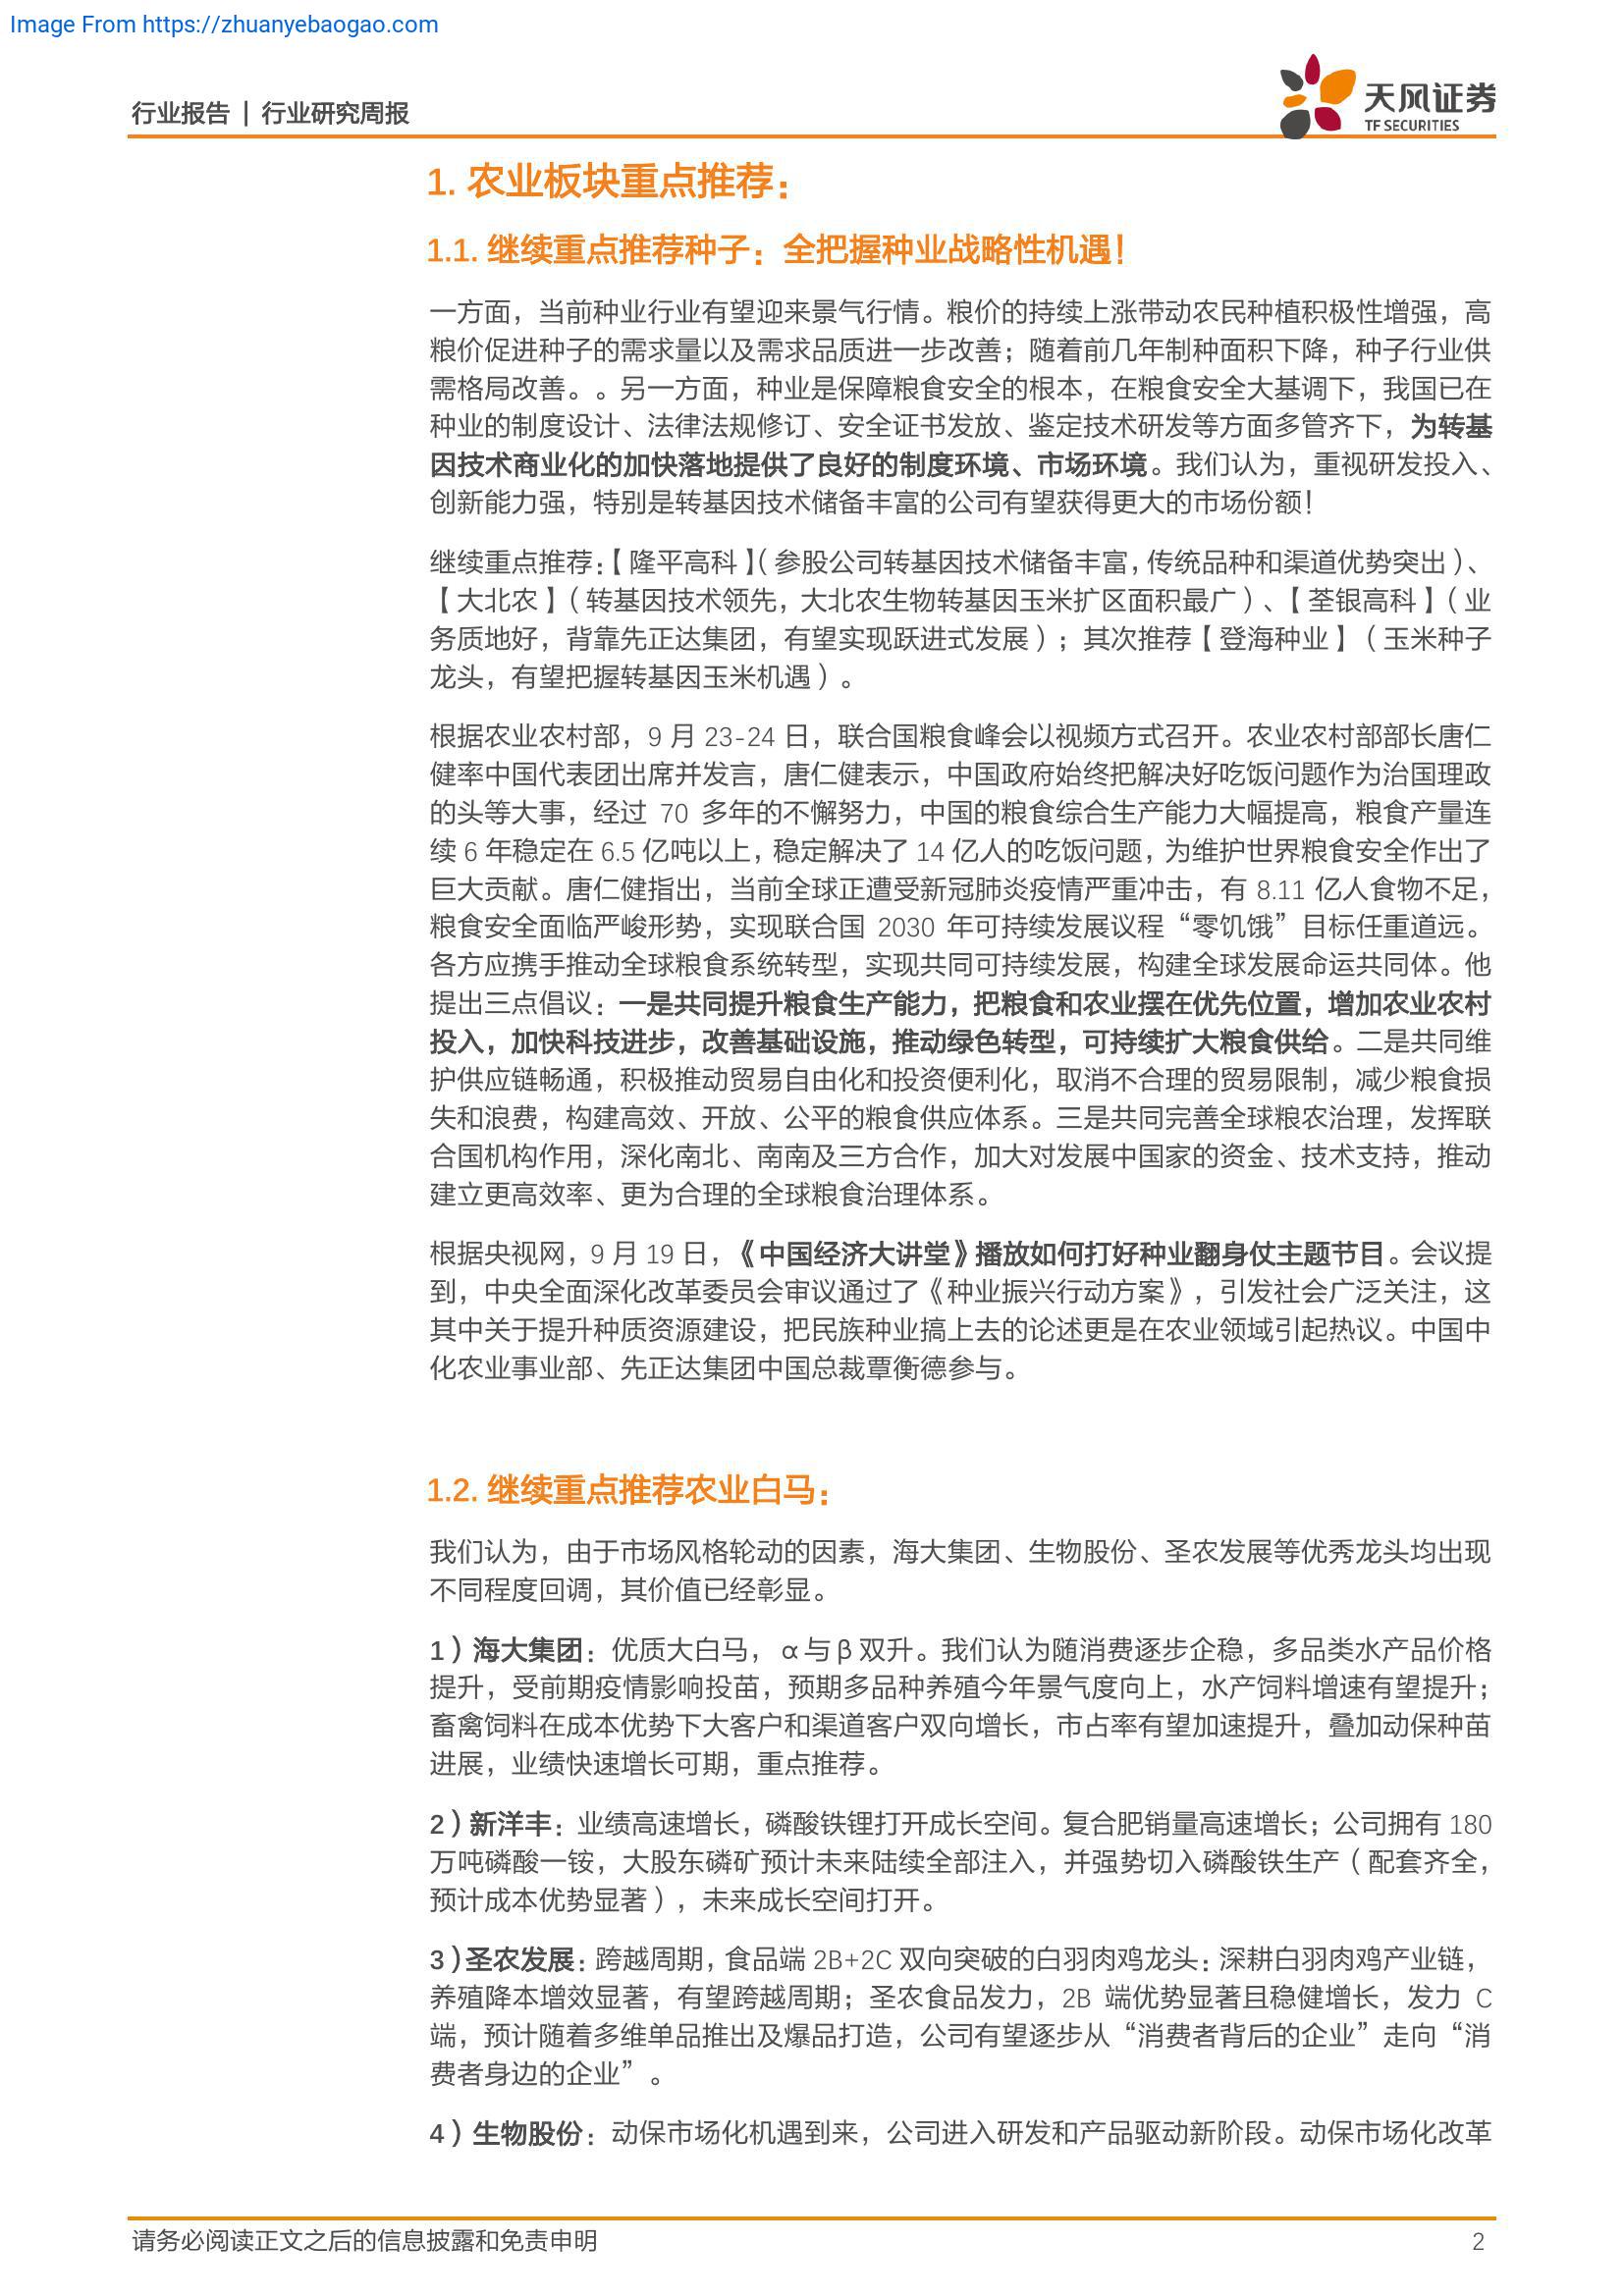 Image From https://zhuanyebaogao.com
行业报告 | 行业研究周报
天风证券
TF SECURITIES
1. 农业板块重点推荐：
1.1. 继续重点推荐种子：全把握种业战略性机遇！
一方面，当前种业行业有望迎来景气行情。粮价的持续上涨带动农民种植积极性增强，高
粮价促进种子的需求量以及需求品质进一步改善；随着前几年制种面积下降，种子行业供
需格局改善。。另一方面，种业是保障粮食安全的根本，在粮食安全大基调下，我国已在
种业的制度设计、法律法规修订、安全证书发放、鉴定技术研发等方面多管齐下，为转基
因技术商业化的加快落地提供了良好的制度环境、市场环境。我们认为，重视研发投入、
创新能力强，特别是转基因技术储备丰富的公司有望获得更大的市场份额！
继续重点推荐：【隆平高科】（参股公司转基因技术储备丰富，传统品种和渠道优势突出）、
【大北农】（转基因技术领先，大北农生物转基因玉米扩区面积最广）、【荃银高科】（业
务质地好，背靠先正达集团，有望实现跃进式发展）；其次推荐【登海种业】（玉米种子
龙头，有望把握转基因玉米机遇）。
根据农业农村部，9 月 23-24 日，联合国粮食峰会以视频方式召开。农业农村部部长唐仁
健率中国代表团出席并发言，唐仁健表示，中国政府始终把解决好吃饭问题作为治国理政
的头等大事，经过 70 多年的不懈努力，中国的粮食综合生产能力大幅提高，粮食产量连
续 6 年稳定在 6.5 亿吨以上，稳定解决了 14 亿人的吃饭问题，为维护世界粮食安全作出了
巨大贡献。唐仁健指出，当前全球正遭受新冠肺炎疫情严重冲击，有 8.11 亿人食物不足，
粮食安全面临严峻形势，实现联合国 2030 年可持续发展议程“零饥饿”目标任重道远。
各方应携手推动全球粮食系统转型，实现共同可持续发展，构建全球发展命运共同体。他
提出三点倡议：一是共同提升粮食生产能力，把粮食和农业摆在优先位置，增加农业农村
投入，加快科技进步，改善基础设施，推动绿色转型，可持续扩大粮食供给。二是共同维
护供应链畅通，积极推动贸易自由化和投资便利化，取消不合理的贸易限制，减少粮食损
失和浪费，构建高效、开放、公平的粮食供应体系。三是共同完善全球粮农治理，发挥联
合国机构作用，深化南北、南南及三方合作，加大对发展中国家的资金、技术支持，推动
建立更高效率、更为合理的全球粮食治理体系。
根据央视网，9 月 19 日，《中国经济大讲堂》播放如何打好种业翻身仗主题节目。会议提
到，中央全面深化改革委员会审议通过了《种业振兴行动方案》，引发社会广泛关注，这
其中关于提升种质资源建设，把民族种业搞上去的论述更是在农业领域引起热议。中国中
化农业事业部、先正达集团中国总裁覃衡德参与。
1.2. 继续重点推荐农业白马：
我们认为，由于市场风格轮动的因素，海大集团、生物股份、圣农发展等优秀龙头均出现
不同程度回调，其价值已经彰显。
1）海大集团：优质大白马，α与β双升。我们认为随消费逐步企稳，多品类水产品价格
提升，受前期疫情影响投苗，预期多品种养殖今年景气度向上，水产饲料增速有望提升；
畜禽饲料在成本优势下大客户和渠道客户双向增长，市占率有望加速提升，叠加动保种苗
进展，业绩快速增长可期，重点推荐。
2）新洋丰：业绩高速增长，磷酸铁锂打开成长空间。复合肥销量高速增长；公司拥有 180
万吨磷酸一铵，大股东磷矿预计未来陆续全部注入，并强势切入磷酸铁生产（配套齐全，
预计成本优势显著），未来成长空间打开。
3）圣农发展：跨越周期，食品端 2B+2C 双向突破的白羽肉鸡龙头：深耕白羽肉鸡产业链，
养殖降本增效显著，有望跨越周期；圣农食品发力，2B 端优势显著且稳健增长，发力 C
端，预计随着多维单品推出及爆品打造，公司有望逐步从“消费者背后的企业”走向“消
费者身边的企业”。
4）生物股份：动保市场化机遇到来，公司进入研发和产品驱动新阶段。动保市场化改革
请务必阅读正文之后的信息披露和免责申明
2